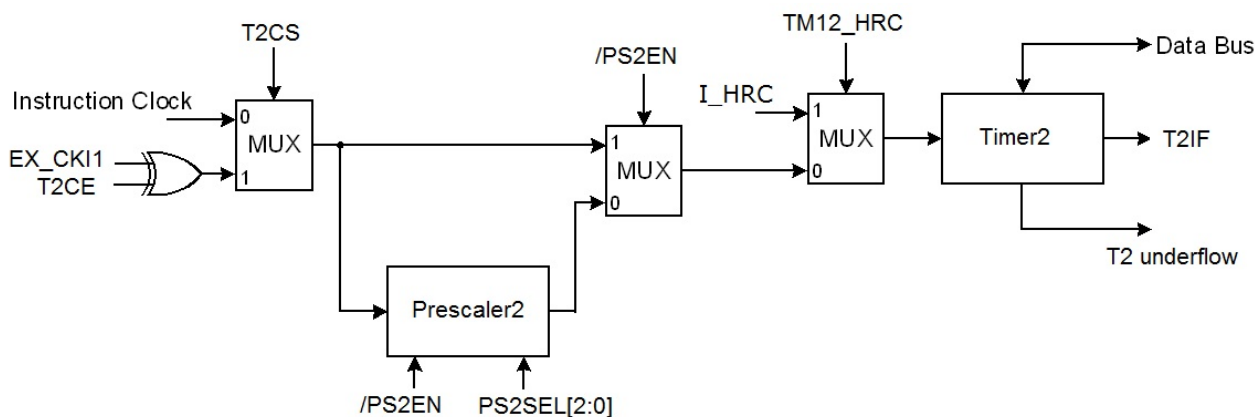 T2CS
TM12_HRC
/PS2EN
Data Bus
Instruction Clock
0
MUX
1
EX_CKI1
T2CE
1
MUX
0
I_HRC
1
MUX
0
Timer2
T2IF
T2 underflow
Prescaler2
/PS2EN
PS2SEL[2:0]